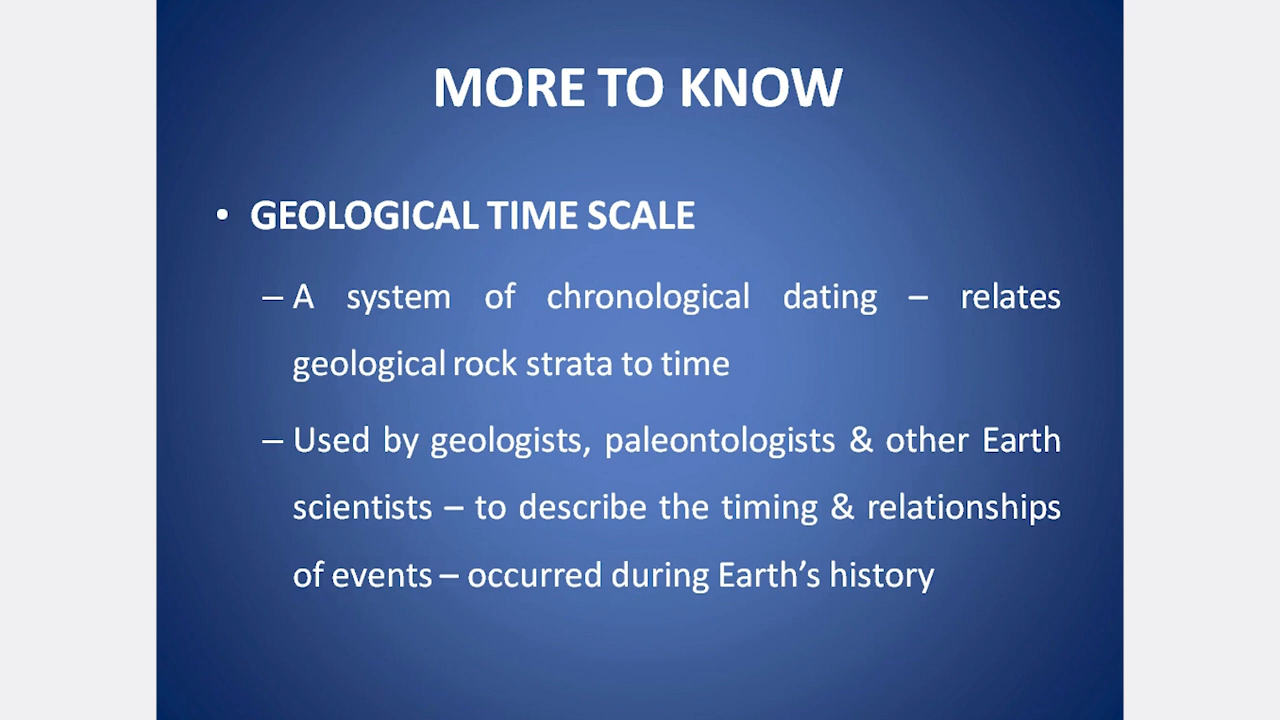 MORE TO KNOW
• GEOLOGICAL TIME SCALE
– A system of chronological dating – relates
geological rock strata to time
– Used by geologists, paleontologists & other Earth
scientists – to describe the timing & relationships
of events – occurred during Earth’s history